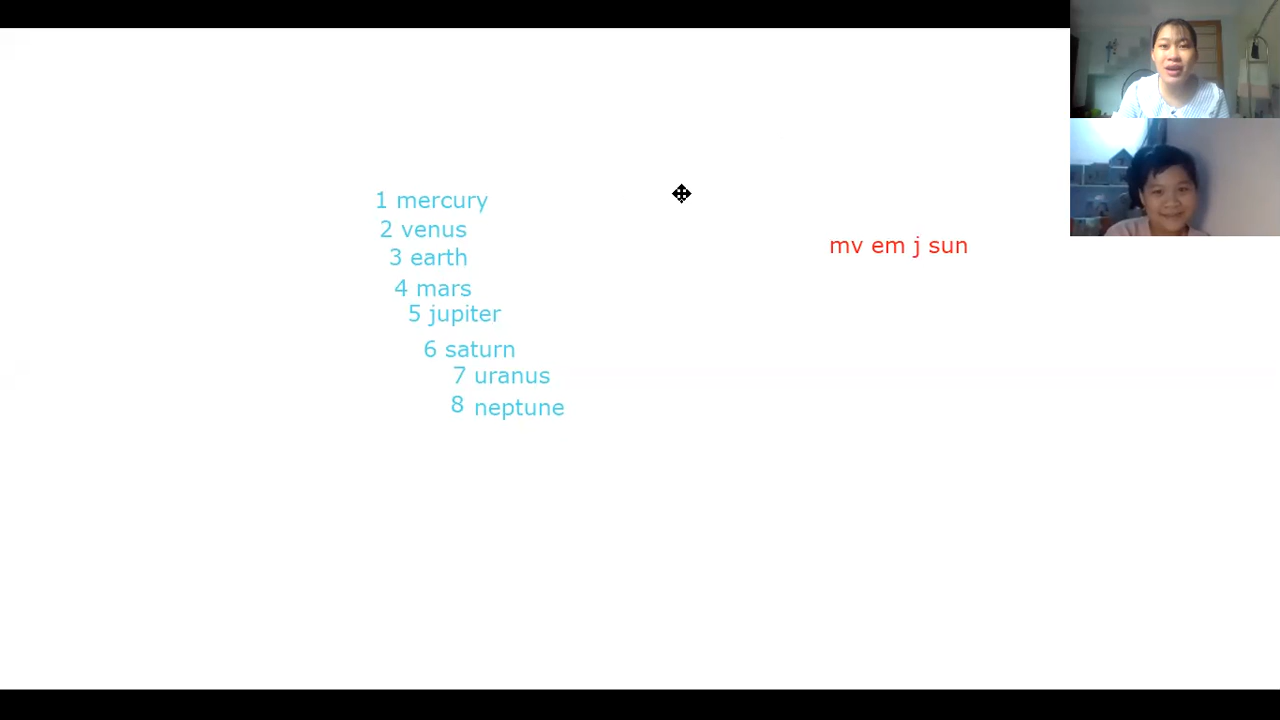 1 mercury
2 venus
3 earth
4 mars
5 jupiter
6 saturn
7 uranus
8 neptune
mv em j sun